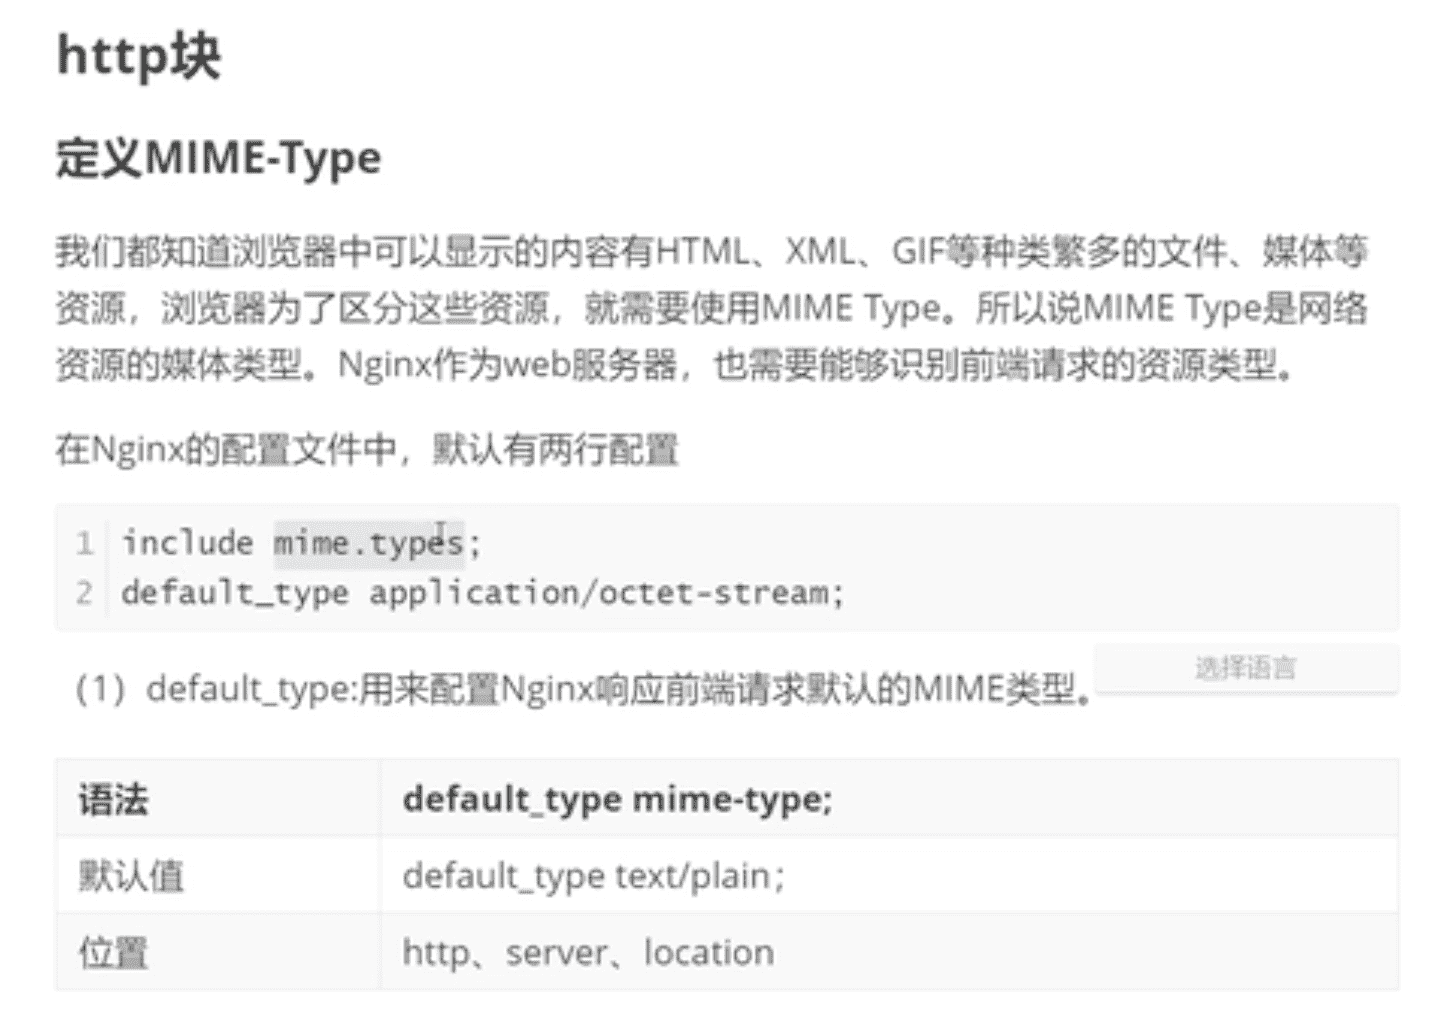 http块
定义MIME-Type
我们都知道浏览器中可以显示的内容有HTML、XML、GIF等种类繁多的文件、媒体等
资源，浏览器为了区分这些资源，就需要使用MIME Type。所以说MIME Type是网络
资源的媒体类型。Nginx作为web服务器，也需要能够识别前端请求的资源类型。
在Nginx的配置文件中，默认有两行配置
1 include mime.types;
2 default_type application/octet-stream;
选择语言
（1）default_type:用来配置Nginx响应前端请求默认的MIME类型。
语法 default_type mime-type;
默认值 default_type text/plain；
位置 http、server、location